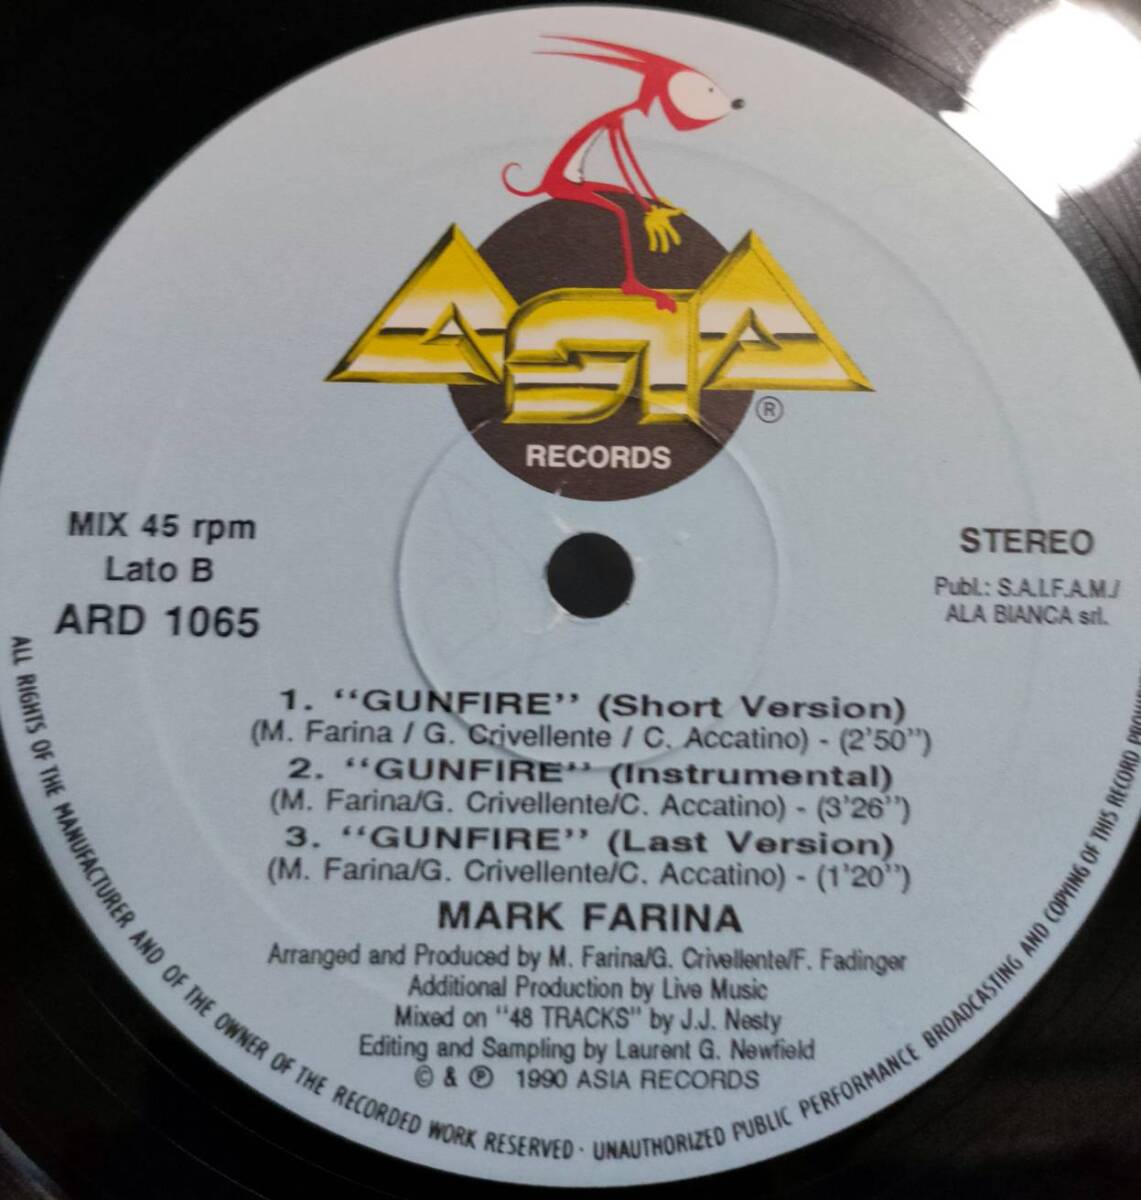 ASIA
®
RECORDS
MIX 45 rpm
Lato B
ARD 1065
STEREO
Publ.: S.A.I.F.A.M./
ALA BIANCA srl.
1. “GUNFIRE” (Short Version)
(M. Farina / G. Crivellente / C. Accatino) - (2'50”)
2. “GUNFIRE” (Instrumental)
(M. Farina/G. Crivellente/C. Accatino) - (3'26”)
3. “GUNFIRE” (Last Version)
(M. Farina/G. Crivellente/C. Accatino) - (1'20”)
MARK FARINA
Arranged and Produced by M. Farina/G. Crivellente/F. Fadinger
Additional Production by Live Music
Mixed on "48 TRACKS" by J.J. Nesty
Editing and Sampling by Laurent G. Newfield
© & ℗ 1990 ASIA RECORDS
ALL RIGHTS OF THE MANUFACTURER AND OF THE OWNER OF THE RECORDED WORK RESERVED · UNAUTHORIZED PUBLIC PERFORMANCE BROADCASTING AND COPYING OF THIS RECORD